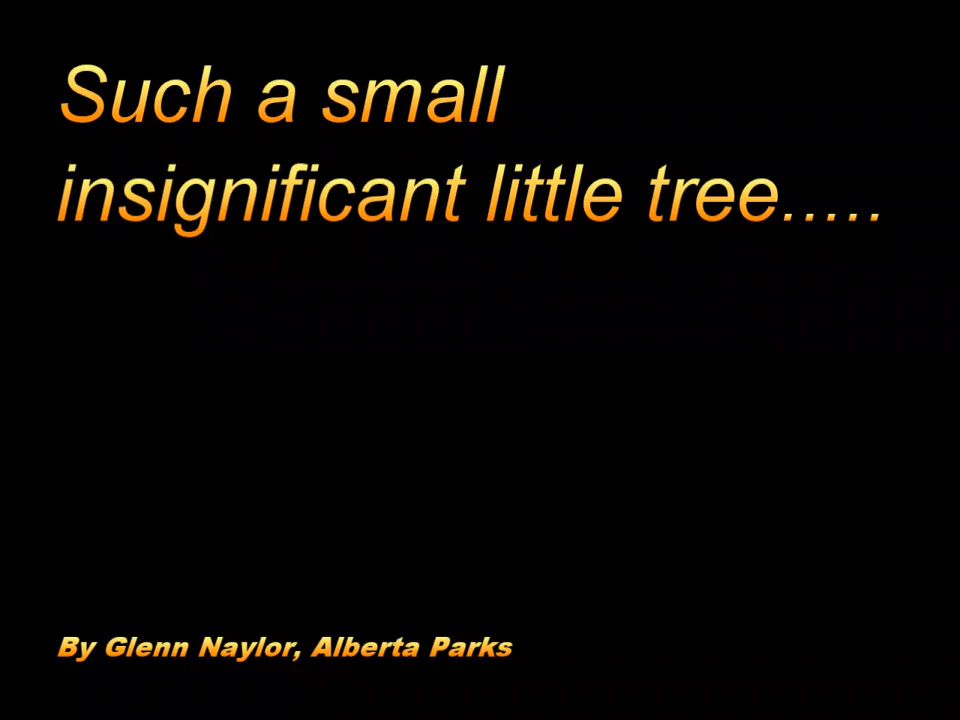 Such a small
insignificant little tree.....
By Glenn Naylor, Alberta Parks